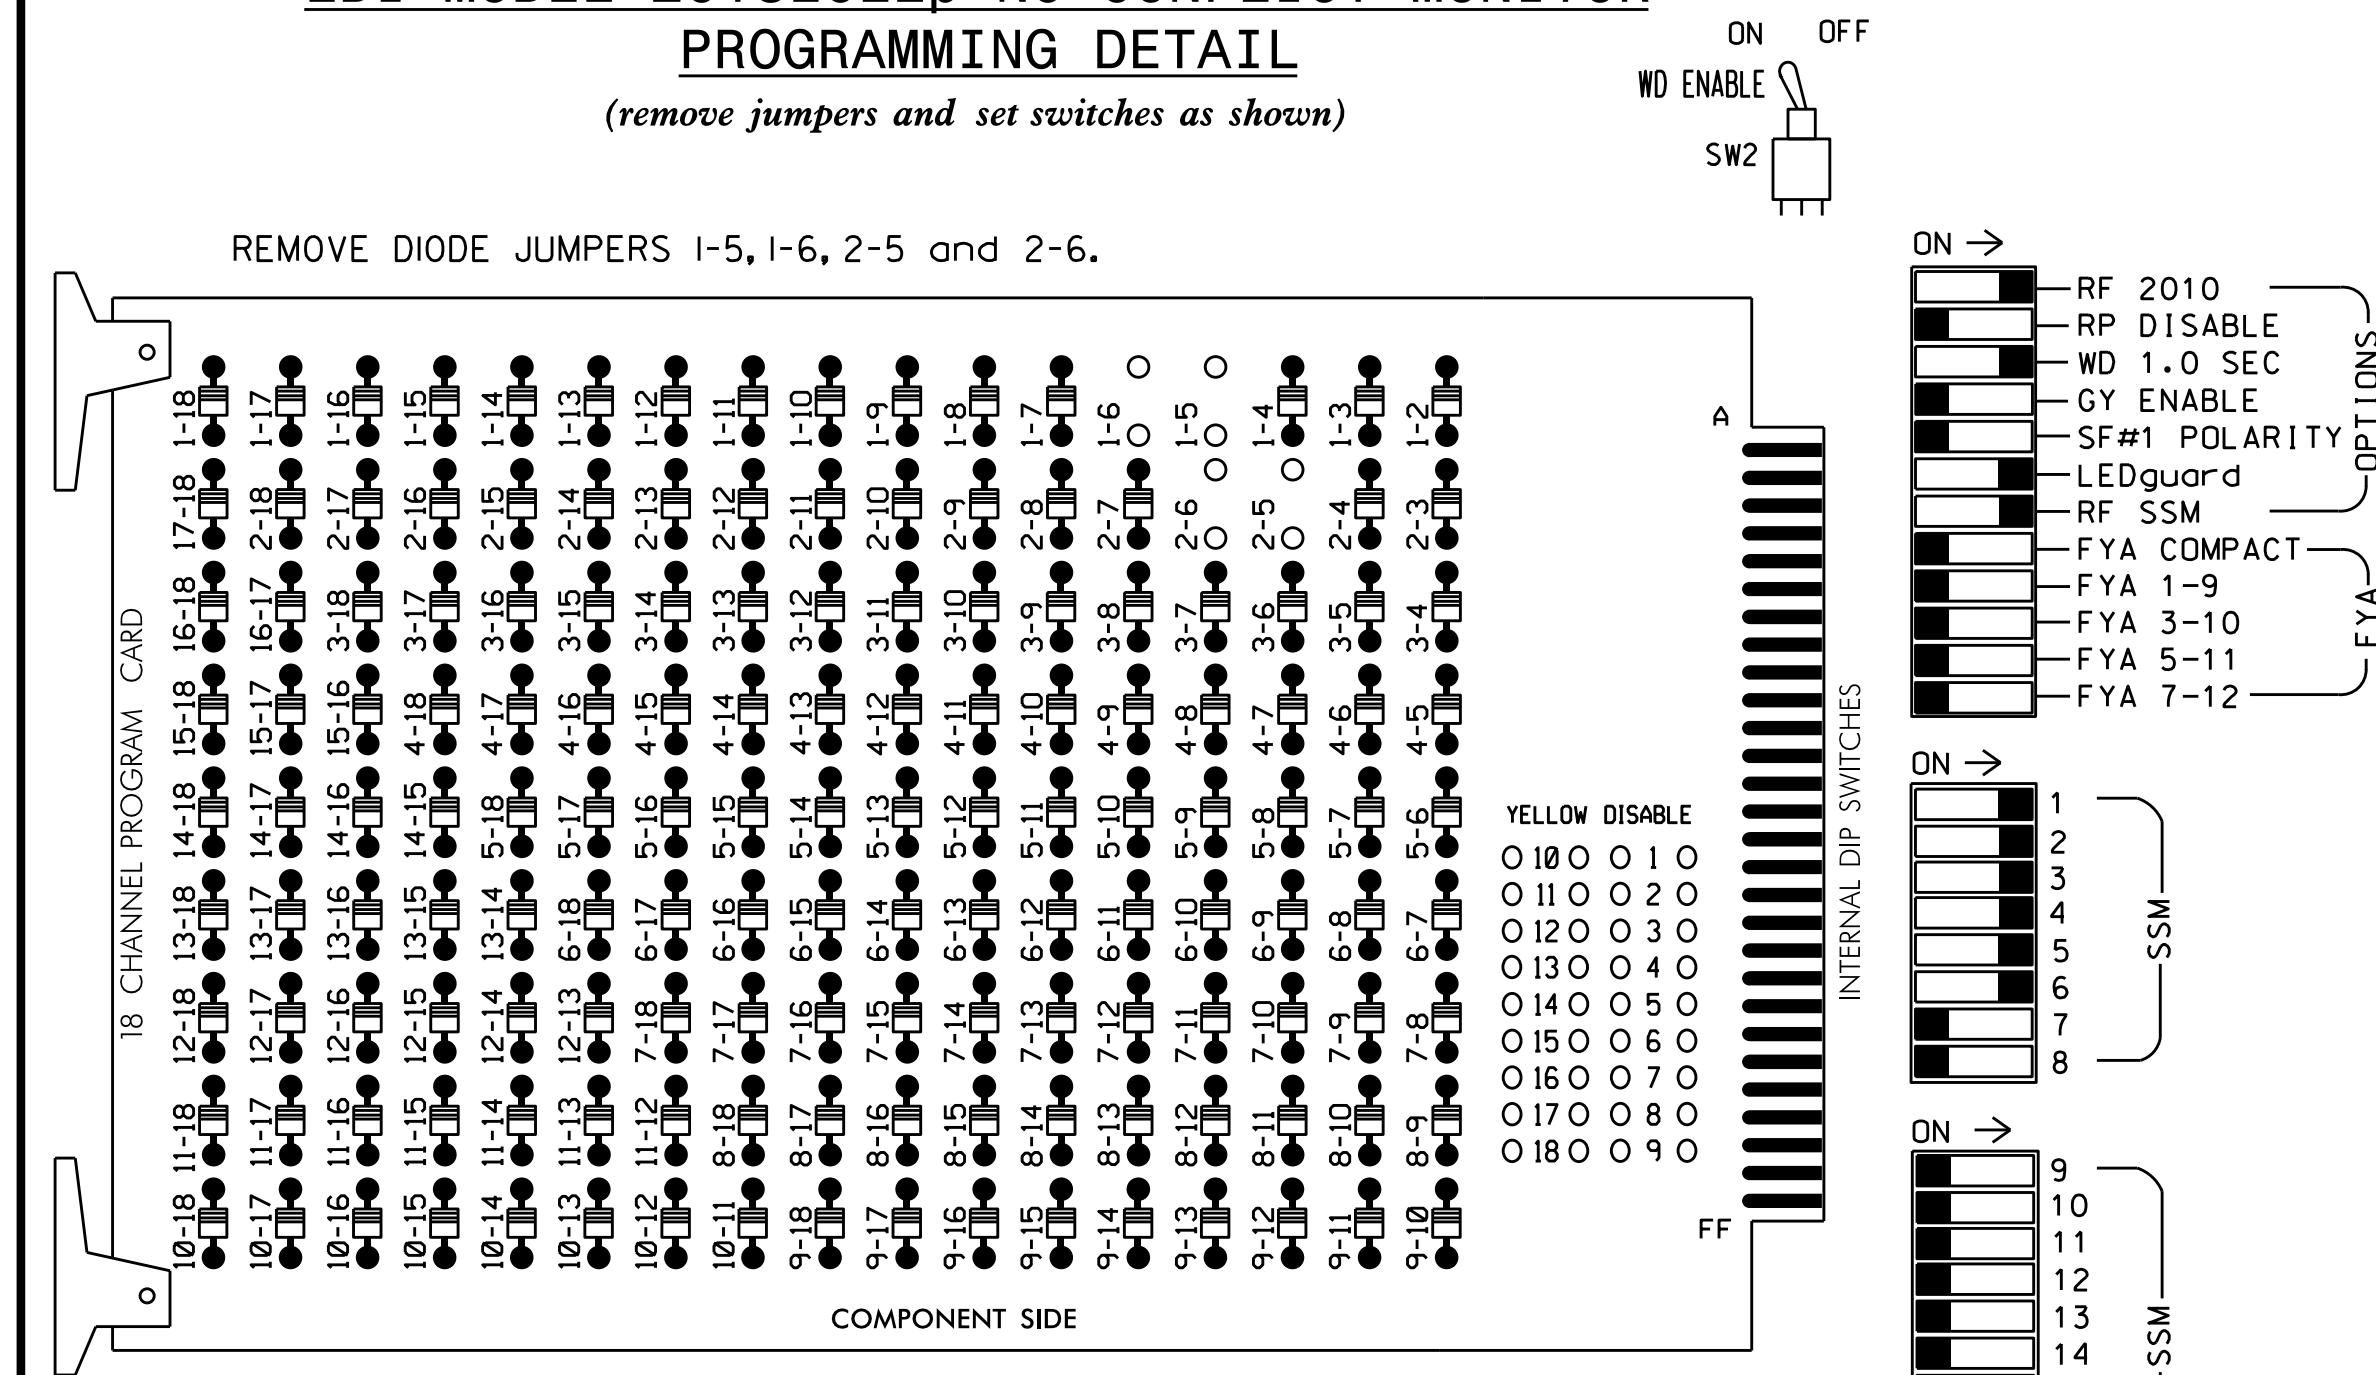 PROGRAMMING DETAIL
(remove jumpers and set switches as shown)
ON OFF
WD ENABLE
SW2
REMOVE DIODE JUMPERS 1-5, 1-6, 2-5 and 2-6.
18 CHANNEL PROGRAM CARD
1-18 1-17 1-16 1-15 1-14 1-13 1-12 1-11 1-10 1-9 1-8 1-7 1-6 1-5 1-4 1-3 1-2
17-18 2-18 2-17 2-16 2-15 2-14 2-13 2-12 2-11 2-10 2-9 2-8 2-7 2-6 2-5 2-4 2-3
16-18 16-17 3-18 3-17 3-16 3-15 3-14 3-13 3-12 3-11 3-10 3-9 3-8 3-7 3-6 3-5 3-4
15-18 15-17 15-16 4-18 4-17 4-16 4-15 4-14 4-13 4-12 4-11 4-10 4-9 4-8 4-7 4-6 4-5
14-18 14-17 14-16 14-15 5-18 5-17 5-16 5-15 5-14 5-13 5-12 5-11 5-10 5-9 5-8 5-7 5-6
13-18 13-17 13-16 13-15 13-14 6-18 6-17 6-16 6-15 6-14 6-13 6-12 6-11 6-10 6-9 6-8 6-7
12-18 12-17 12-16 12-15 12-14 12-13 7-18 7-17 7-16 7-15 7-14 7-13 7-12 7-11 7-10 7-9 7-8
11-18 11-17 11-16 11-15 11-14 11-13 11-12 8-18 8-17 8-16 8-15 8-14 8-13 8-12 8-11 8-10 8-9
10-18 10-17 10-16 10-15 10-14 10-13 10-12 10-11 9-18 9-17 9-16 9-15 9-14 9-13 9-12 9-11 9-10
COMPONENT SIDE
YELLOW DISABLE
10 1
11 2
12 3
13 4
14 5
15 6
16 7
17 8
18 9
A
FF
INTERNAL DIP SWITCHES
ON →
RF 2010
RP DISABLE
WD 1.0 SEC
GY ENABLE
SF#1 POLARITY
LEDguard
RF SSM
OPTIONS
FYA COMPACT
FYA 1-9
FYA 3-10
FYA 5-11
FYA 7-12
FYA
ON →
1
2
3
4
5
6
7
8
SSM
ON →
9
10
11
12
13
14
SSM